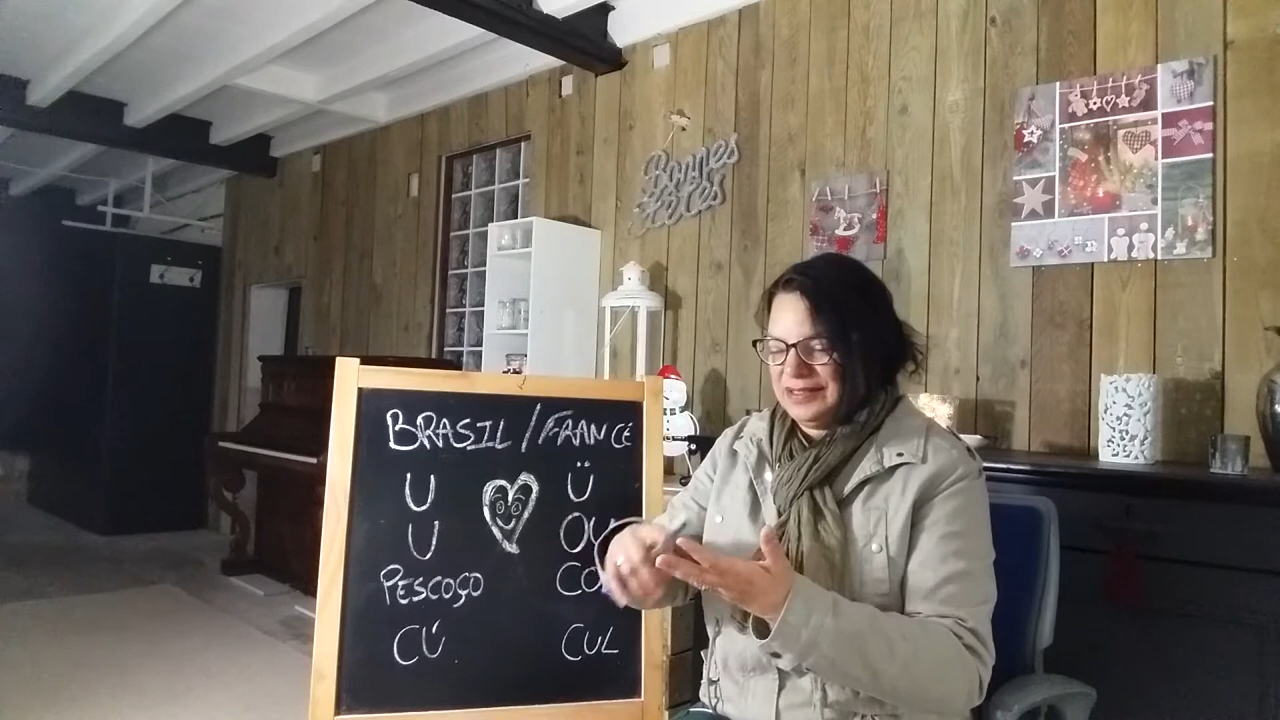 Bonnes
fêtes
BRASIL / FRANCE
U Ü
U OU
PESCOÇO
CÚ CUL